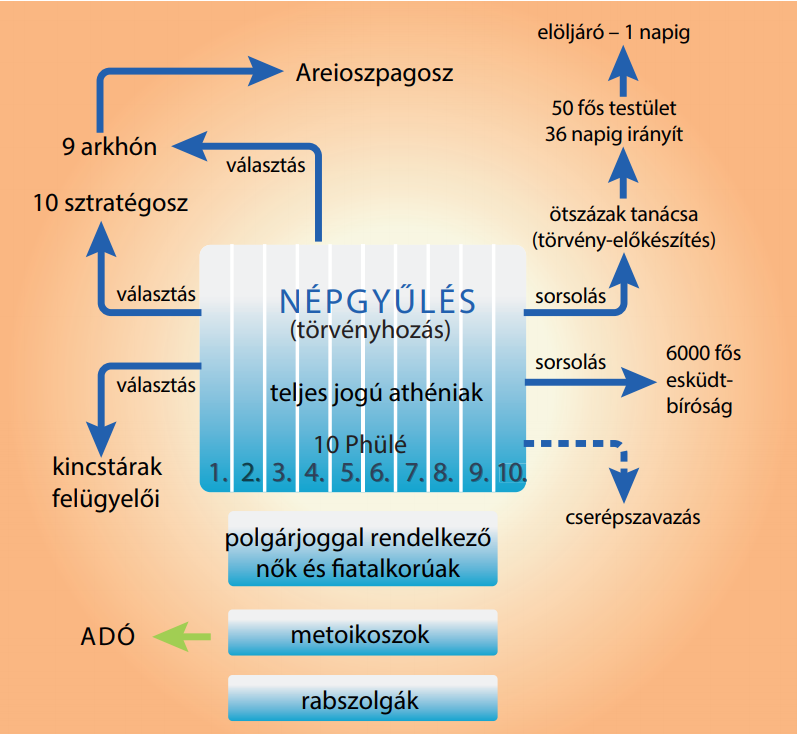 elöljáró – 1 napig
Areioszpagosz
50 fős testület
36 napig irányít
9 arkhón
választás
10 sztratégosz
ötszázak tanácsa
(törvény-előkészítés)
választás
NÉPGYŰLÉS
(törvényhozás)
sorsolás
választás
teljes jogú athéniak
sorsolás
6000 fős
esküdt-
bíróság
10 Phülé
1. 2. 3. 4. 5. 6. 7. 8. 9. 10.
kincstárak
felügyelői
cserépszavazás
polgárjoggal rendelkező
nők és fiatalkorúak
ADÓ
metoikoszok
rabszolgák